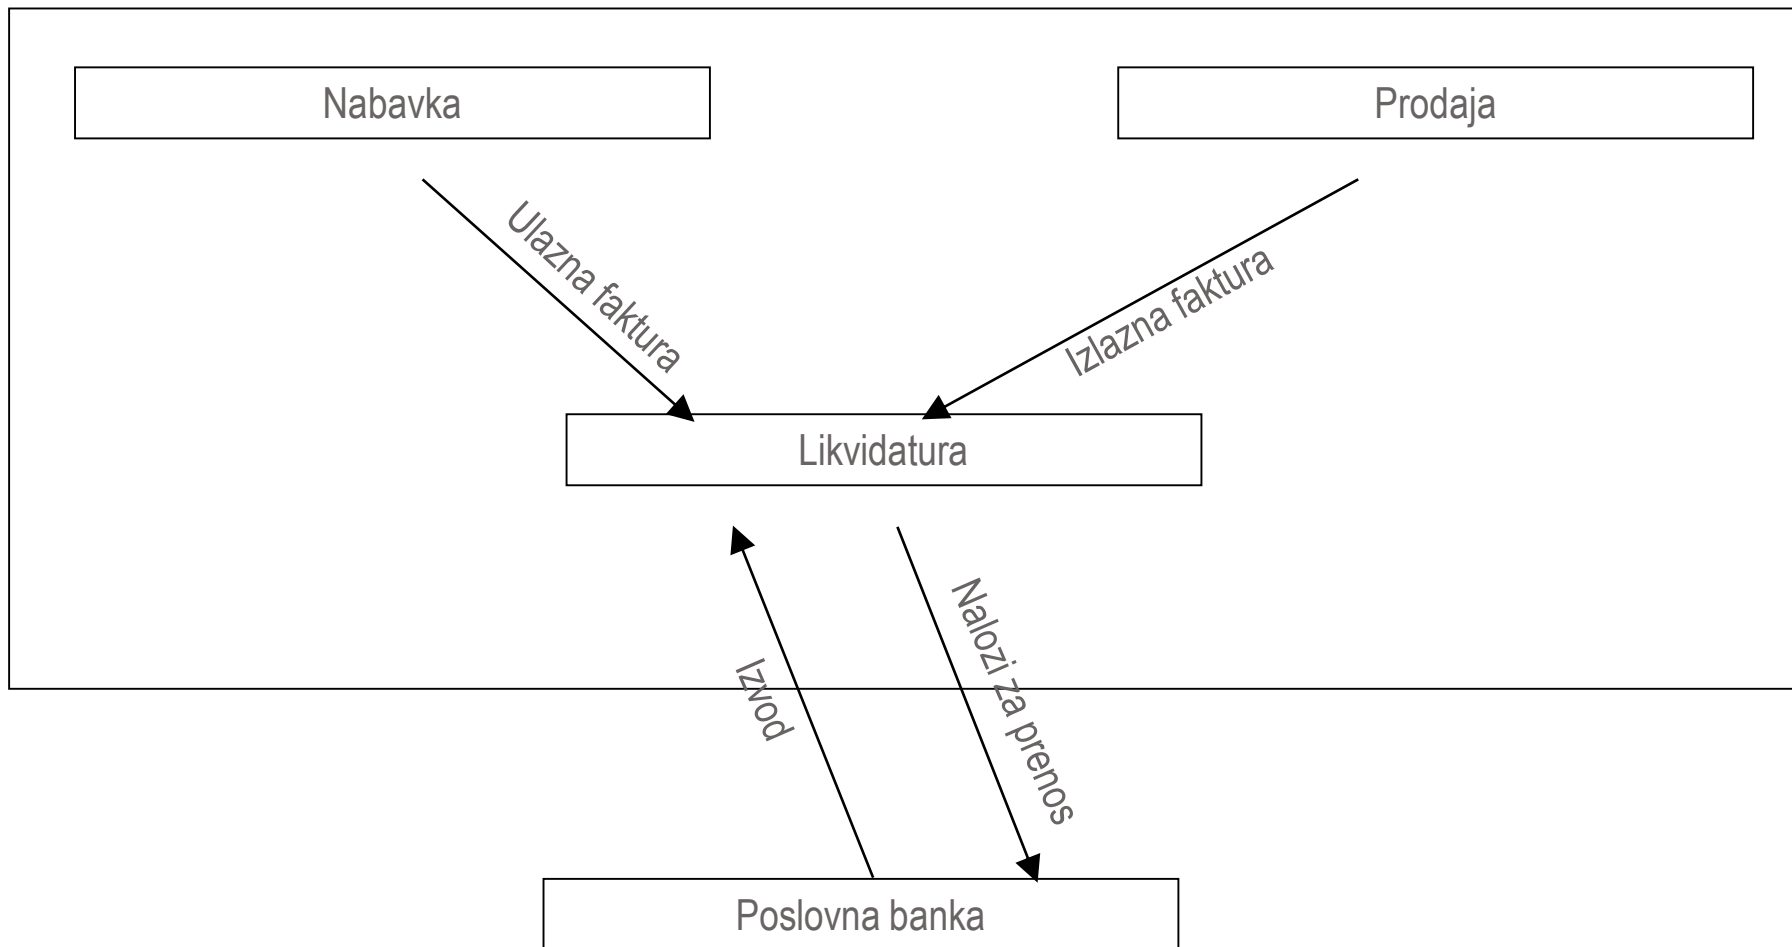 Nabavka
Prodaja
Ulazna faktura
Izlazna faktura
Likvidatura
Izvod
Nalozi za prenos
Poslovna banka